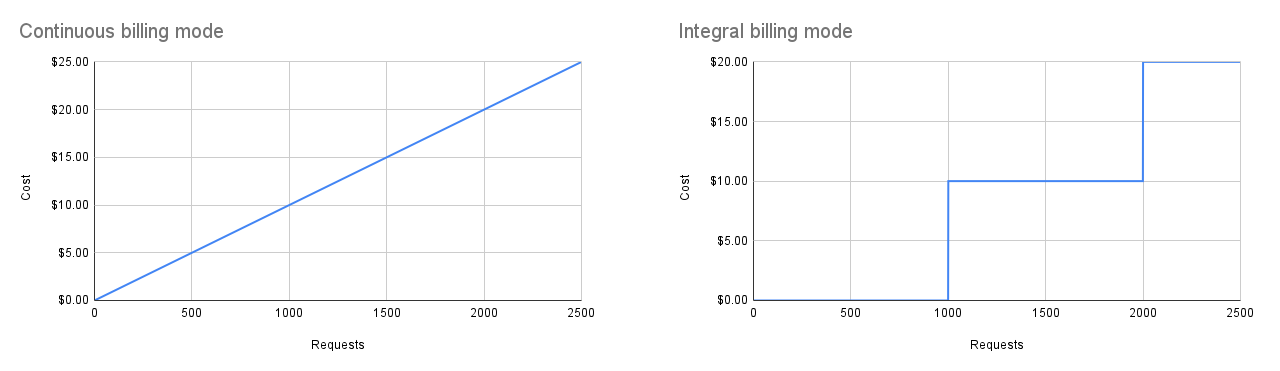 Continuous billing mode
$25.00
$20.00
$15.00
$10.00
$5.00
$0.00
Cost
0 500 1000 1500 2000 2500
Requests
Integral billing mode
$20.00
$15.00
$10.00
$5.00
$0.00
Cost
0 500 1000 1500 2000 2500
Requests